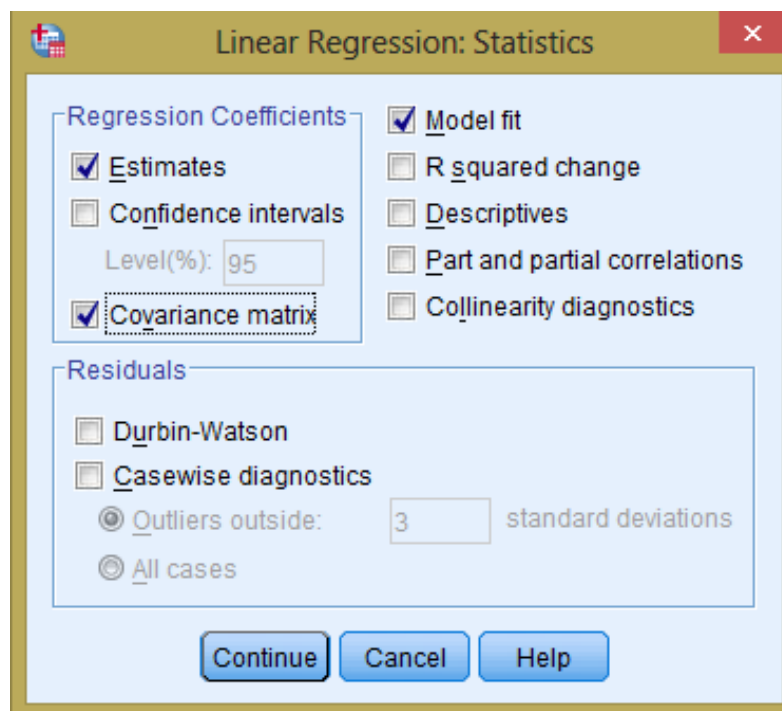 Linear Regression: Statistics
Regression Coefficients
Estimates
Confidence intervals
Level(%): 95
Covariance matrix
Model fit
R squared change
Descriptives
Part and partial correlations
Collinearity diagnostics
Residuals
Durbin-Watson
Casewise diagnostics
Outliers outside: 3 standard deviations
All cases
Continue Cancel Help